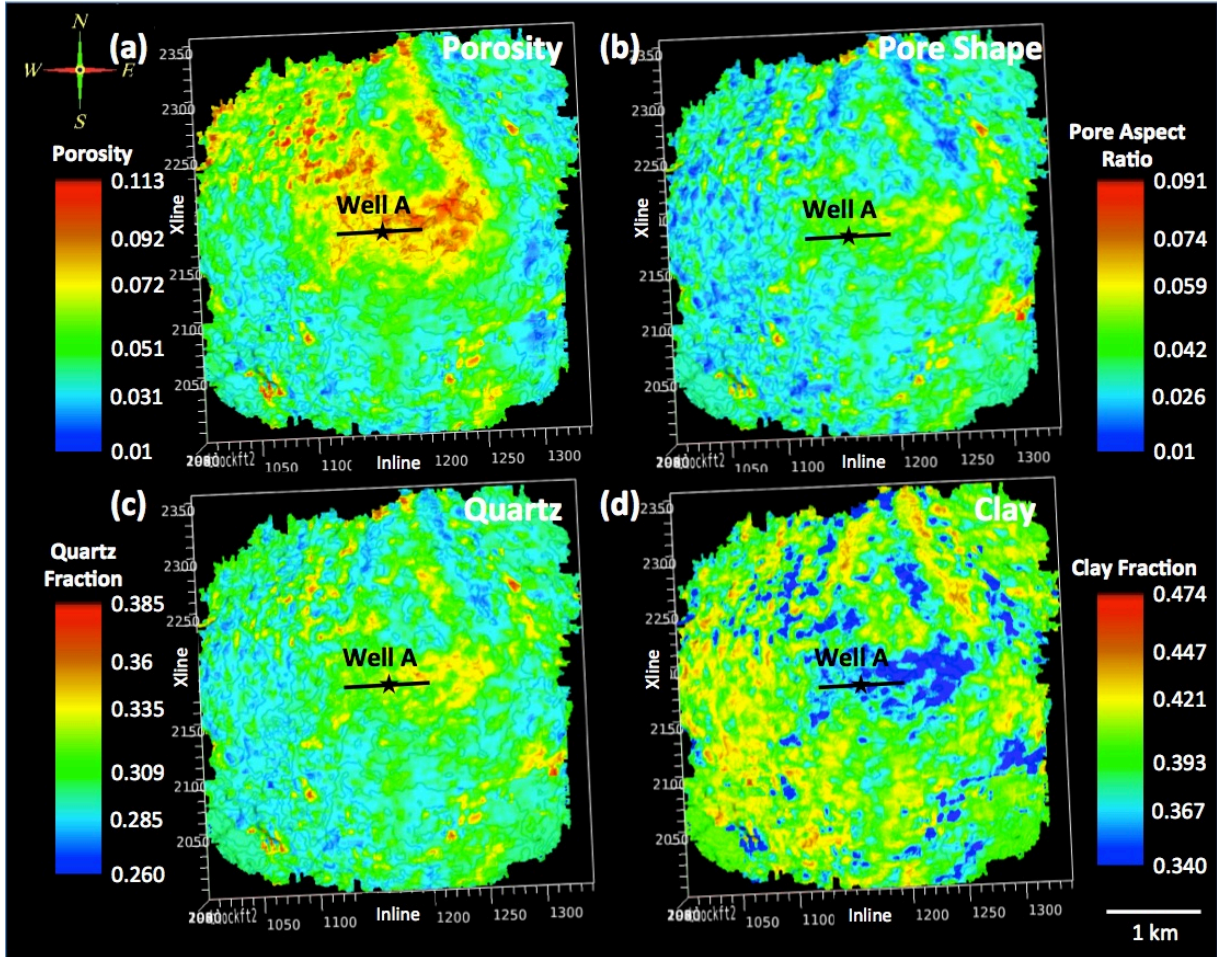 N
W E
S
(a) Porosity
Porosity
0.113
0.092
0.072
0.051
0.031
0.01
2350
2300
2250
2150
2100
2050
Xline
Well A
1050 1100 Inline 1200 1250 1300
(b) Pore Shape
Pore Aspect
Ratio
0.091
0.074
0.059
0.042
0.026
0.01
2350
2300
2250
2150
2100
2050
Xline
Well A
1050 1100 Inline 1200 1250 1300
(c) Quartz
Quartz
Fraction
0.385
0.36
0.335
0.309
0.285
0.260
2350
2300
2250
2150
2100
2050
Xline
Well A
1050 1100 Inline 1200 1250 1300
(d) Clay
Clay Fraction
0.474
0.447
0.421
0.393
0.367
0.340
2350
2300
2250
2150
2100
2050
Xline
Well A
1050 1100 Inline 1200 1250 1300
1 km